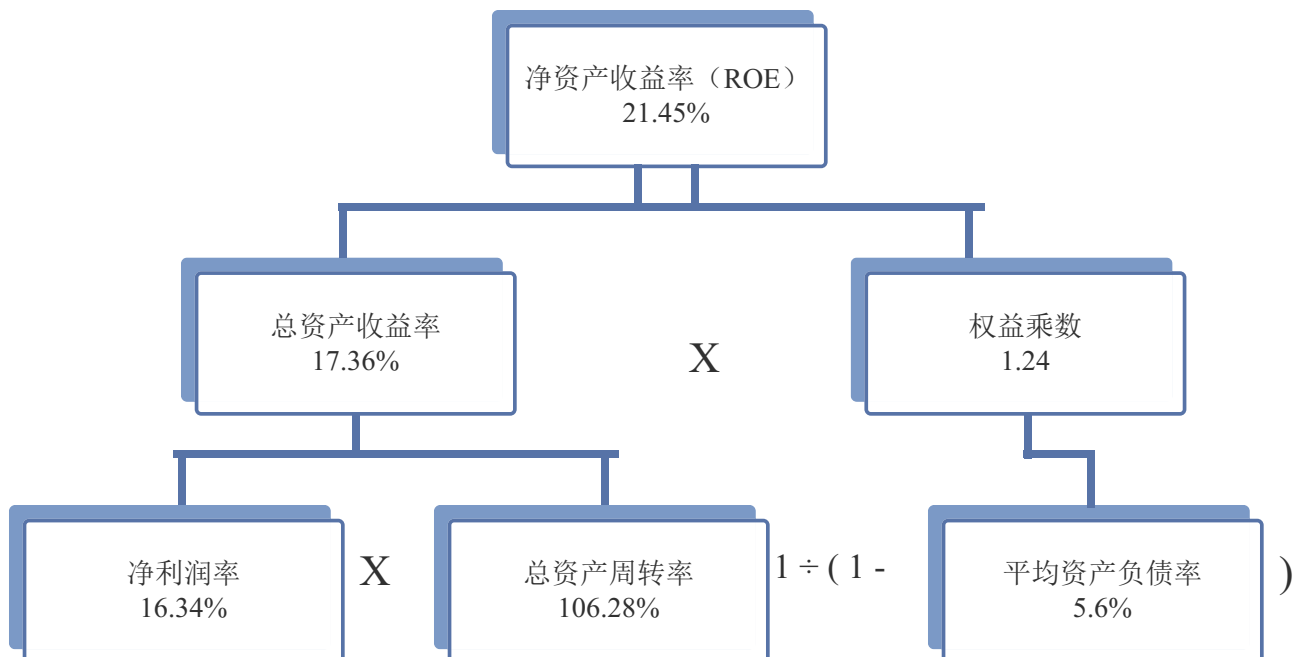 净资产收益率（ROE）
21.45%
总资产收益率
17.36%
X
权益乘数
1.24
净利润率
16.34%
X
总资产周转率
106.28%
1 ÷ ( 1 -
平均资产负债率
5.6%
)